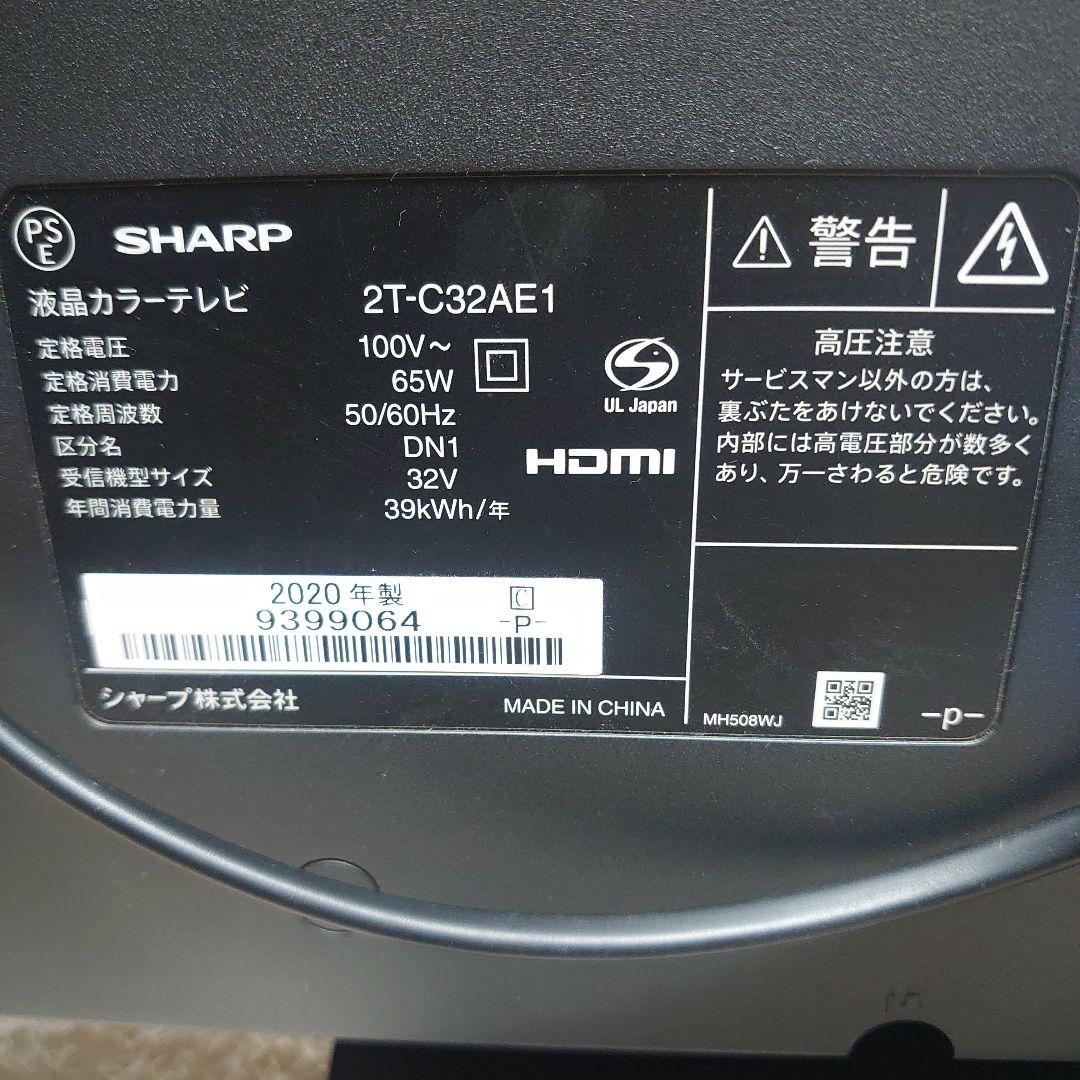 PSE
SHARP
液晶カラーテレビ 2T-C32AE1
定格電圧 100V～
定格消費電力 65W
定格周波数 50/60Hz
区分名 DN1
受信機型サイズ 32V
年間消費電力量 39kWh/年
UL Japan
HDMI
2020年製 C
9399064 -P-
シャープ株式会社 MADE IN CHINA
警告
高圧注意
サービスマン以外の方は、
裏ぶたをあけないでください。
内部には高電圧部分が数多く
あり、万一さわると危険です。
MH508WJ -p-